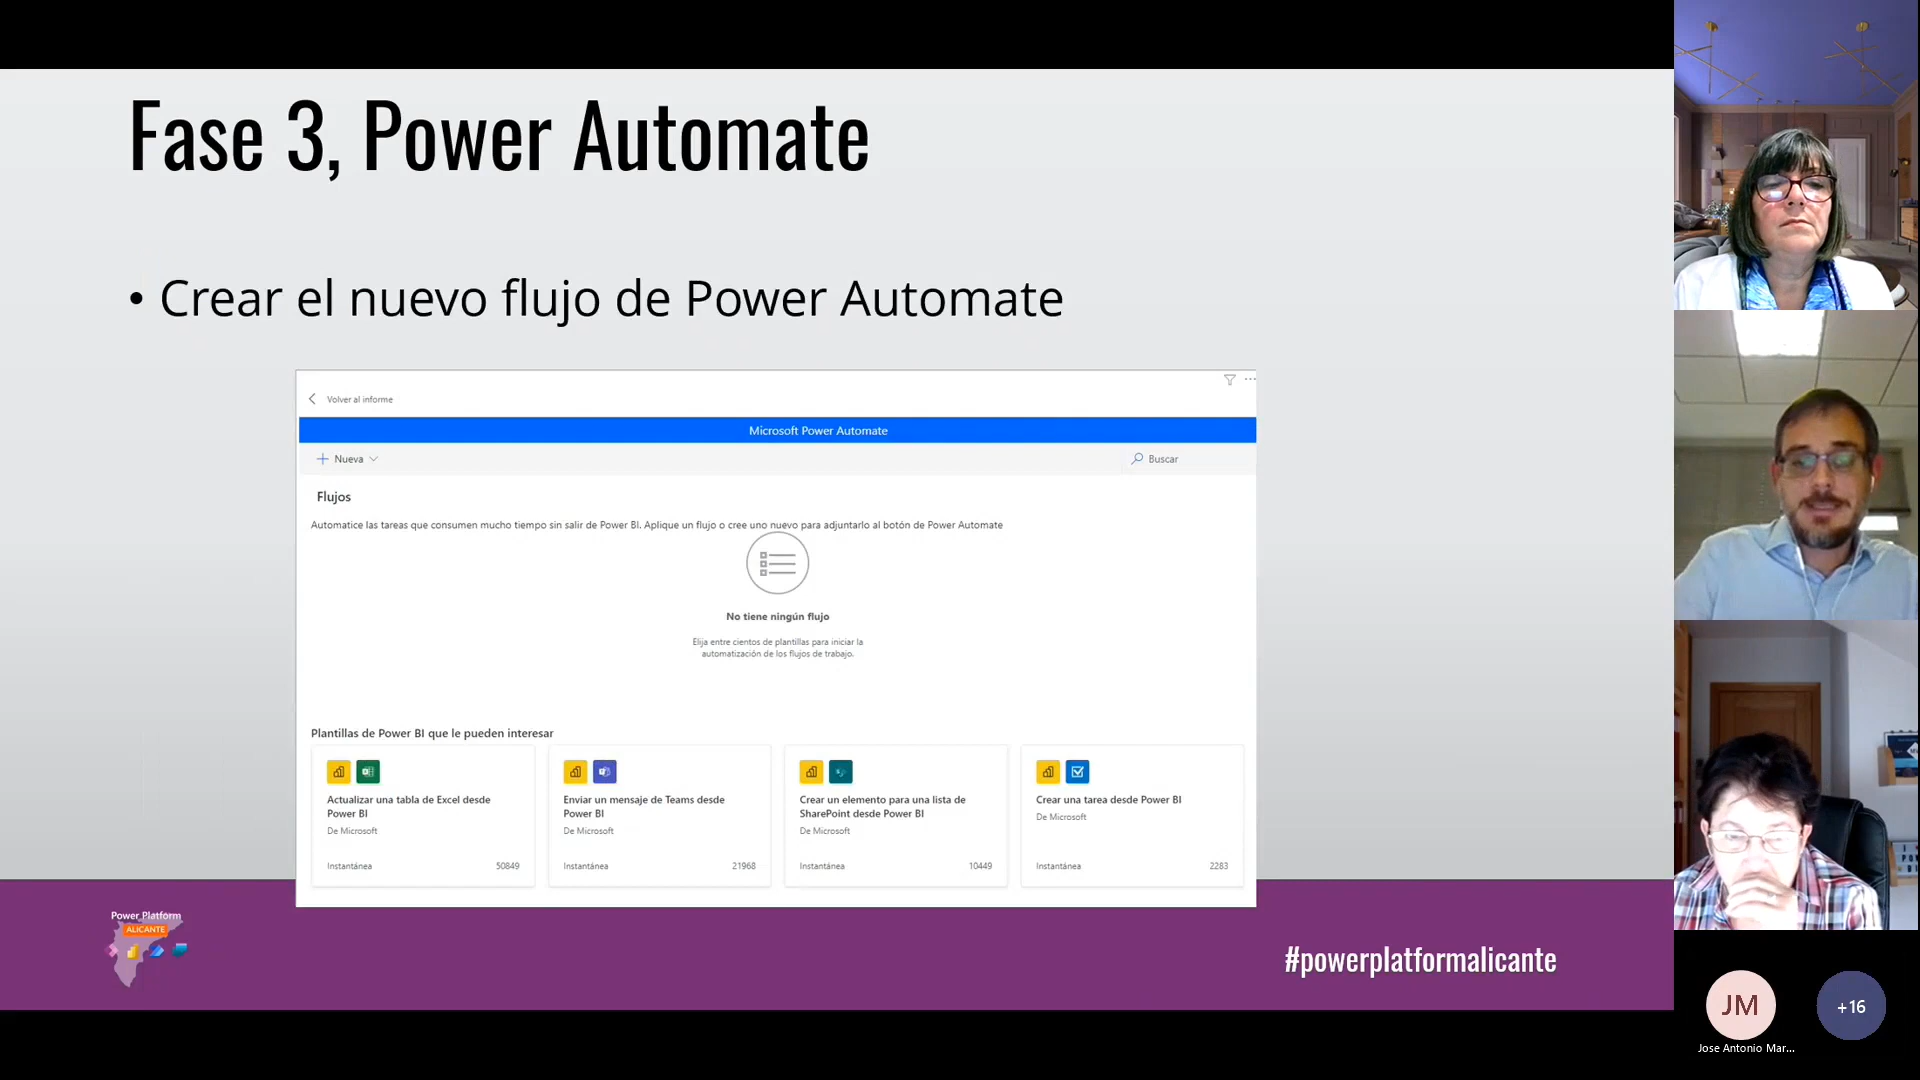 Fase 3, Power Automate
• Crear el nuevo flujo de Power Automate
Volver al informe
Microsoft Power Automate
Nueva
Buscar
Flujos
Automatice las tareas que consumen mucho tiempo sin salir de Power BI. Aplique un flujo o cree uno nuevo para adjuntarlo al botón de Power Automate
No tiene ningún flujo
Elija entre cientos de plantillas para iniciar la
automatización de los flujos de trabajo.
Plantillas de Power BI que le pueden interesar
Actualizar una tabla de Excel desde
Power BI
De Microsoft
Instantánea 50849
Enviar un mensaje de Teams desde
Power BI
De Microsoft
Instantánea 21968
Crear un elemento para una lista de
SharePoint desde Power BI
De Microsoft
Instantánea 10449
Crear una tarea desde Power BI
De Microsoft
Instantánea 2283
Power Platform
ALICANTE
#powerplatformalicante
JM
Jose Antonio Mar...
+16